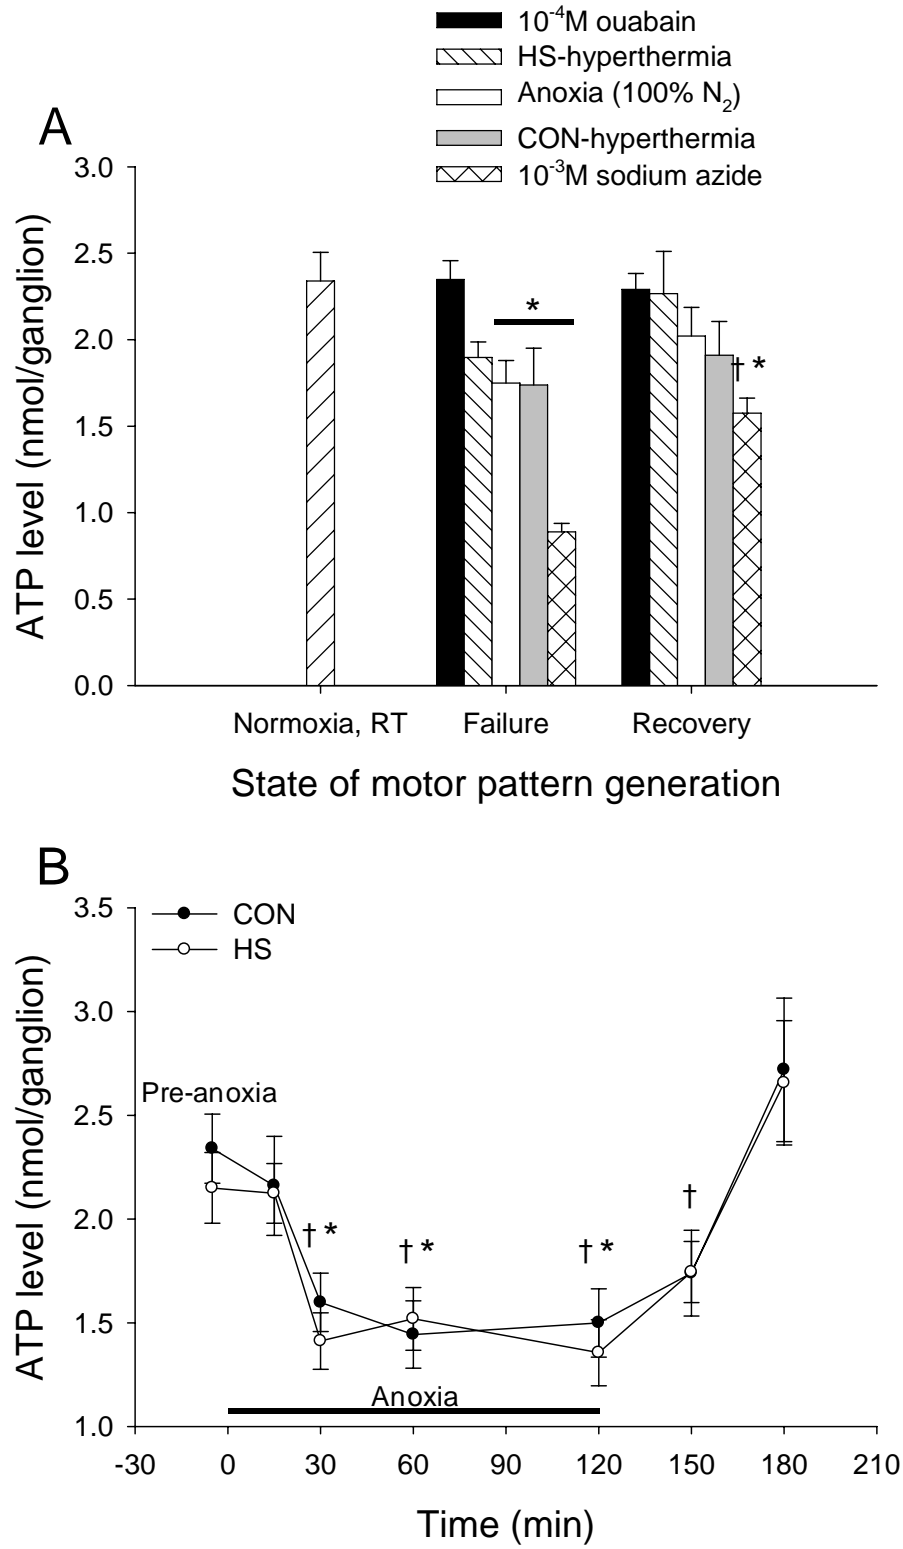 10⁻⁴M ouabain
HS-hyperthermia
Anoxia (100% N₂)
CON-hyperthermia
10⁻³M sodium azide
A
3.0
2.5
2.0
1.5
1.0
0.5
0.0
ATP level (nmol/ganglion)
*
† *
Normoxia, RT Failure Recovery
State of motor pattern generation
B
3.5
3.0
2.5
2.0
1.5
1.0
ATP level (nmol/ganglion)
CON
HS
Pre-anoxia
† *
† *
† *
†
Anoxia
-30 0 30 60 90 120 150 180 210
Time (min)